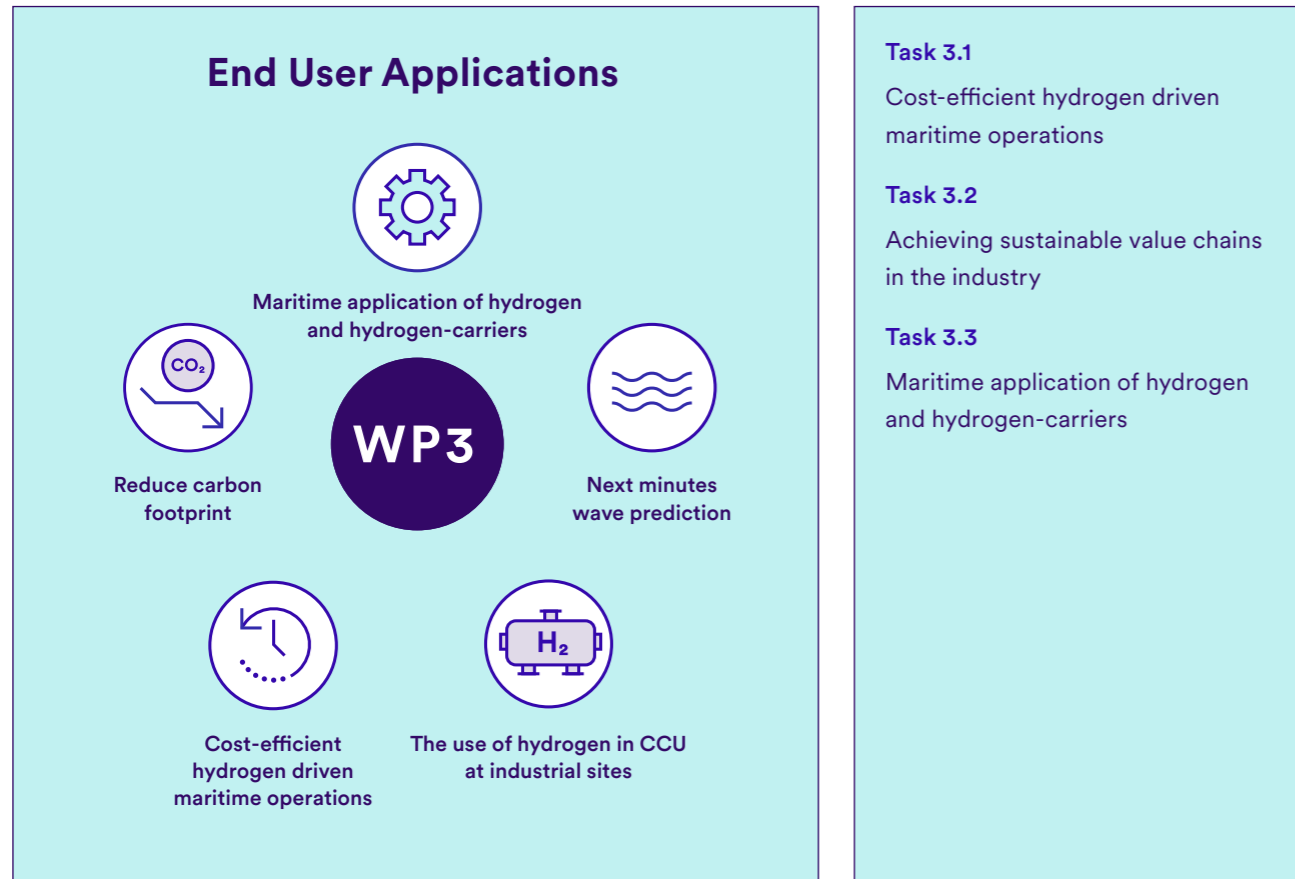 End User Applications
Maritime application of hydrogen
and hydrogen-carriers
CO₂
Reduce carbon
footprint
WP3
Next minutes
wave prediction
Cost-efficient
hydrogen driven
maritime operations
H₂
The use of hydrogen in CCU
at industrial sites
Task 3.1
Cost-efficient hydrogen driven
maritime operations
Task 3.2
Achieving sustainable value chains
in the industry
Task 3.3
Maritime application of hydrogen
and hydrogen-carriers